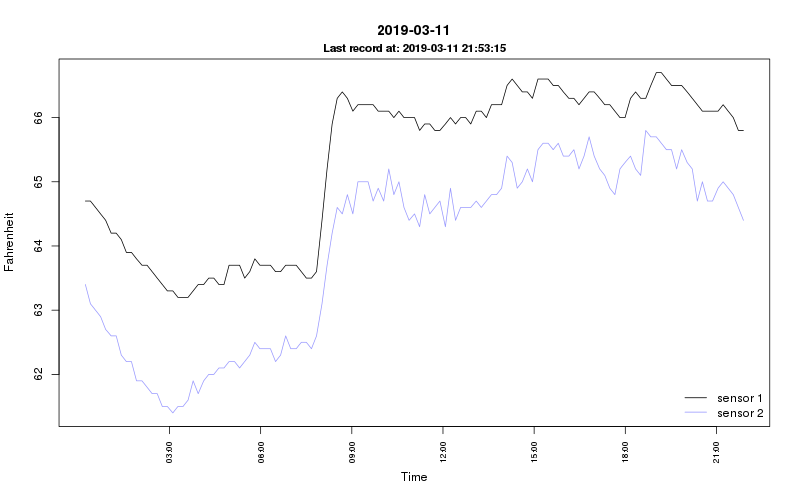 2019-03-11
Last record at: 2019-03-11 21:53:15
Fahrenheit
66
65
64
63
62
sensor 1
sensor 2
03:00 06:00 09:00 12:00 15:00 18:00 21:00
Time